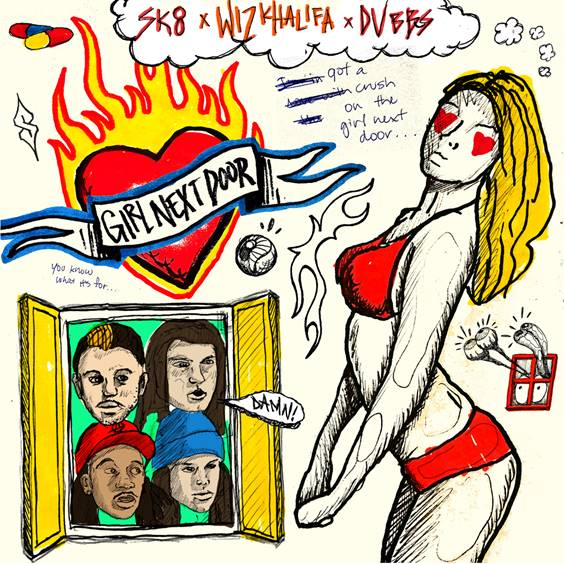 SK8 x WIZ KHALIFA x DVBBS
got a
crush
on the
girl next
door...
GIRL NEXT DOOR
you know
what it's for...
DAMN!